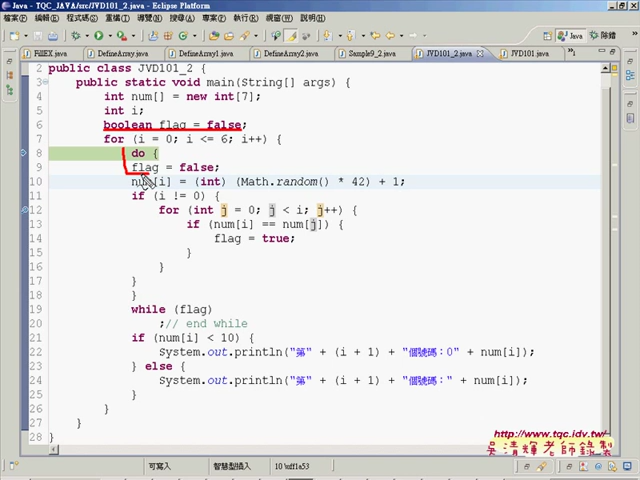 Java - TQC_JAVA/src/JVD101_2.java - Eclipse Platform
檔案(F) 編輯(E) 程式碼(S) 重構(T) 導覽(N) 搜尋(A) 專案(P) 執行(R) 視窗(W) 說明(H)
Java 除錯
FillEX.java DefineArray.java DefineArray1.java DefineArray2.java Sample9_2.java JVD101_2.java JVD101.java
2 public class JVD101_2 {
3 public static void main(String[] args) {
4 int num[] = new int[7];
5 int i;
6 boolean flag = false;
7 for (i = 0; i <= 6; i++) {
8 do {
9 flag = false;
10 num[i] = (int) (Math.random() * 42) + 1;
11 if (i != 0) {
12 for (int j = 0; j < i; j++) {
13 if (num[i] == num[j]) {
14 flag = true;
15 }
16 }
17 }
18 }
19 while (flag)
20 ;// end while
21 if (num[i] < 10) {
22 System.out.println("第" + (i + 1) + "個號碼:0" + num[i]);
23 } else {
24 System.out.println("第" + (i + 1) + "個號碼:" + num[i]);
25 }
26 }
27 }
28 }
http://www.tqc.idv.tw/
吳清輝老師錄製
可寫入 智慧型插入 10 \udf1e53